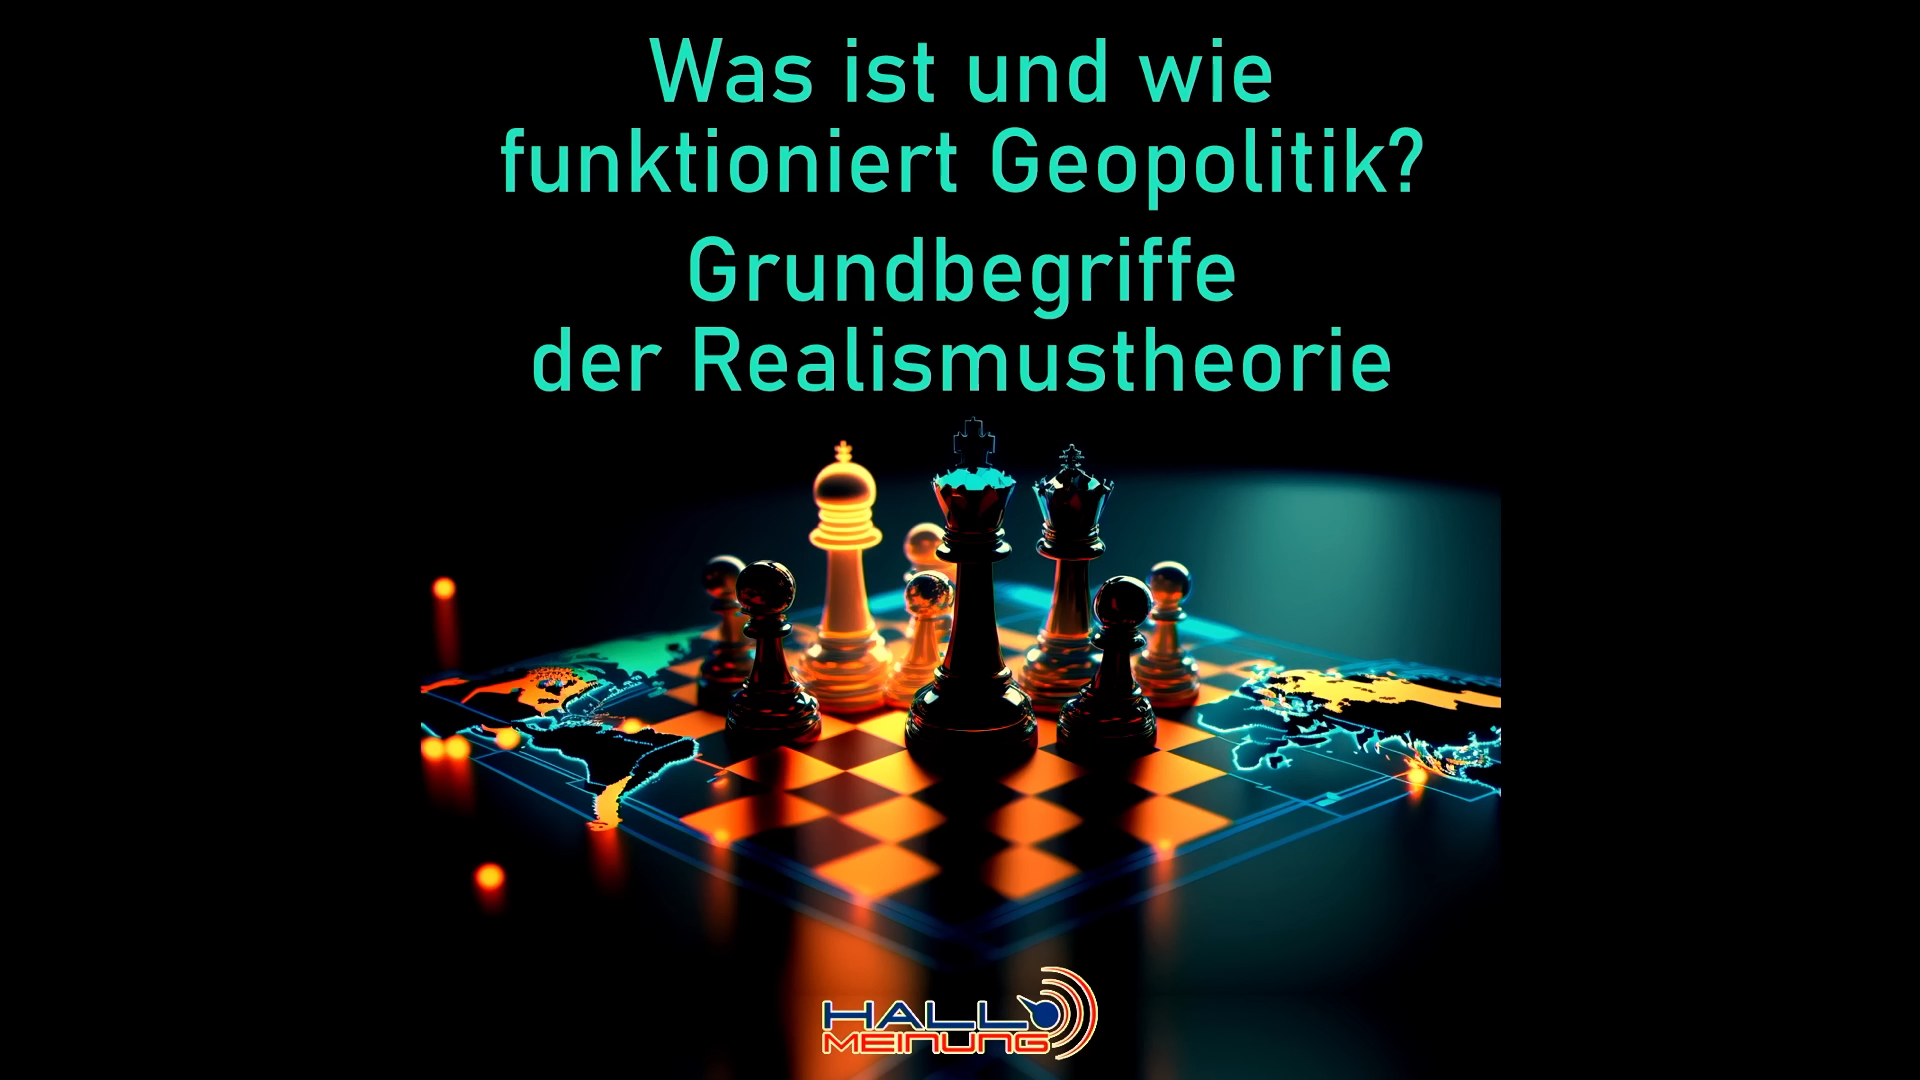 Was ist und wie
funktioniert Geopolitik?
Grundbegriffe
der Realismustheorie
HALLO
MEINUNG